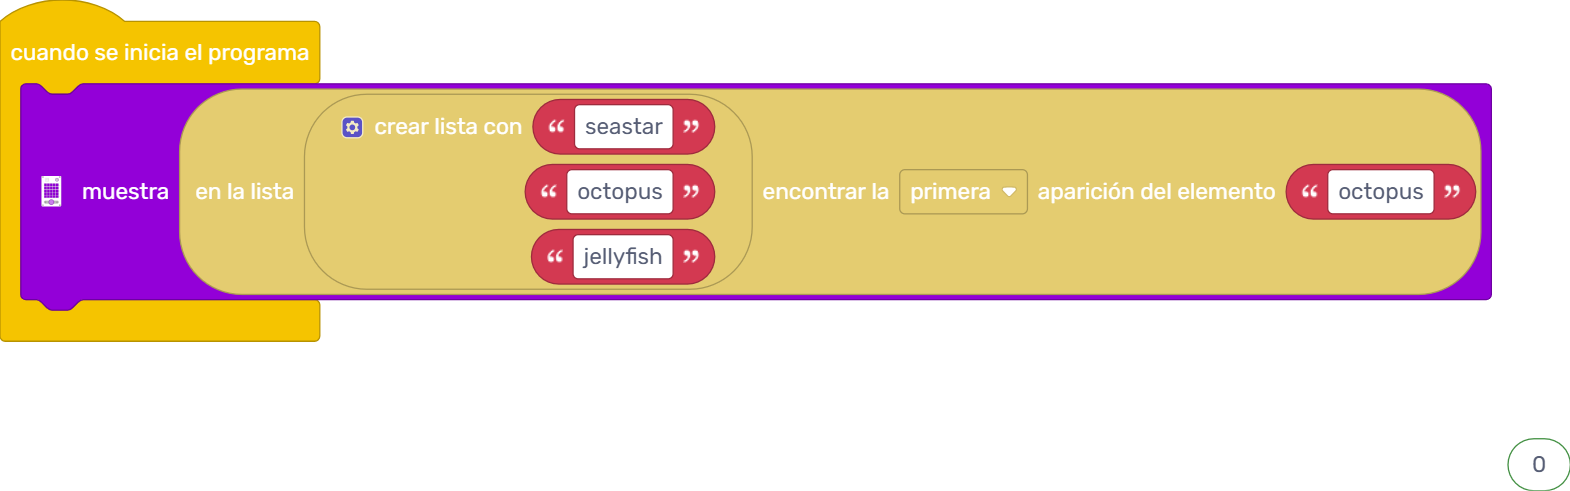 cuando se inicia el programa
crear lista con “ seastar ”
muestra en la lista “ octopus ” encontrar la primera aparición del elemento “ octopus ”
“ jellyfish ”
0